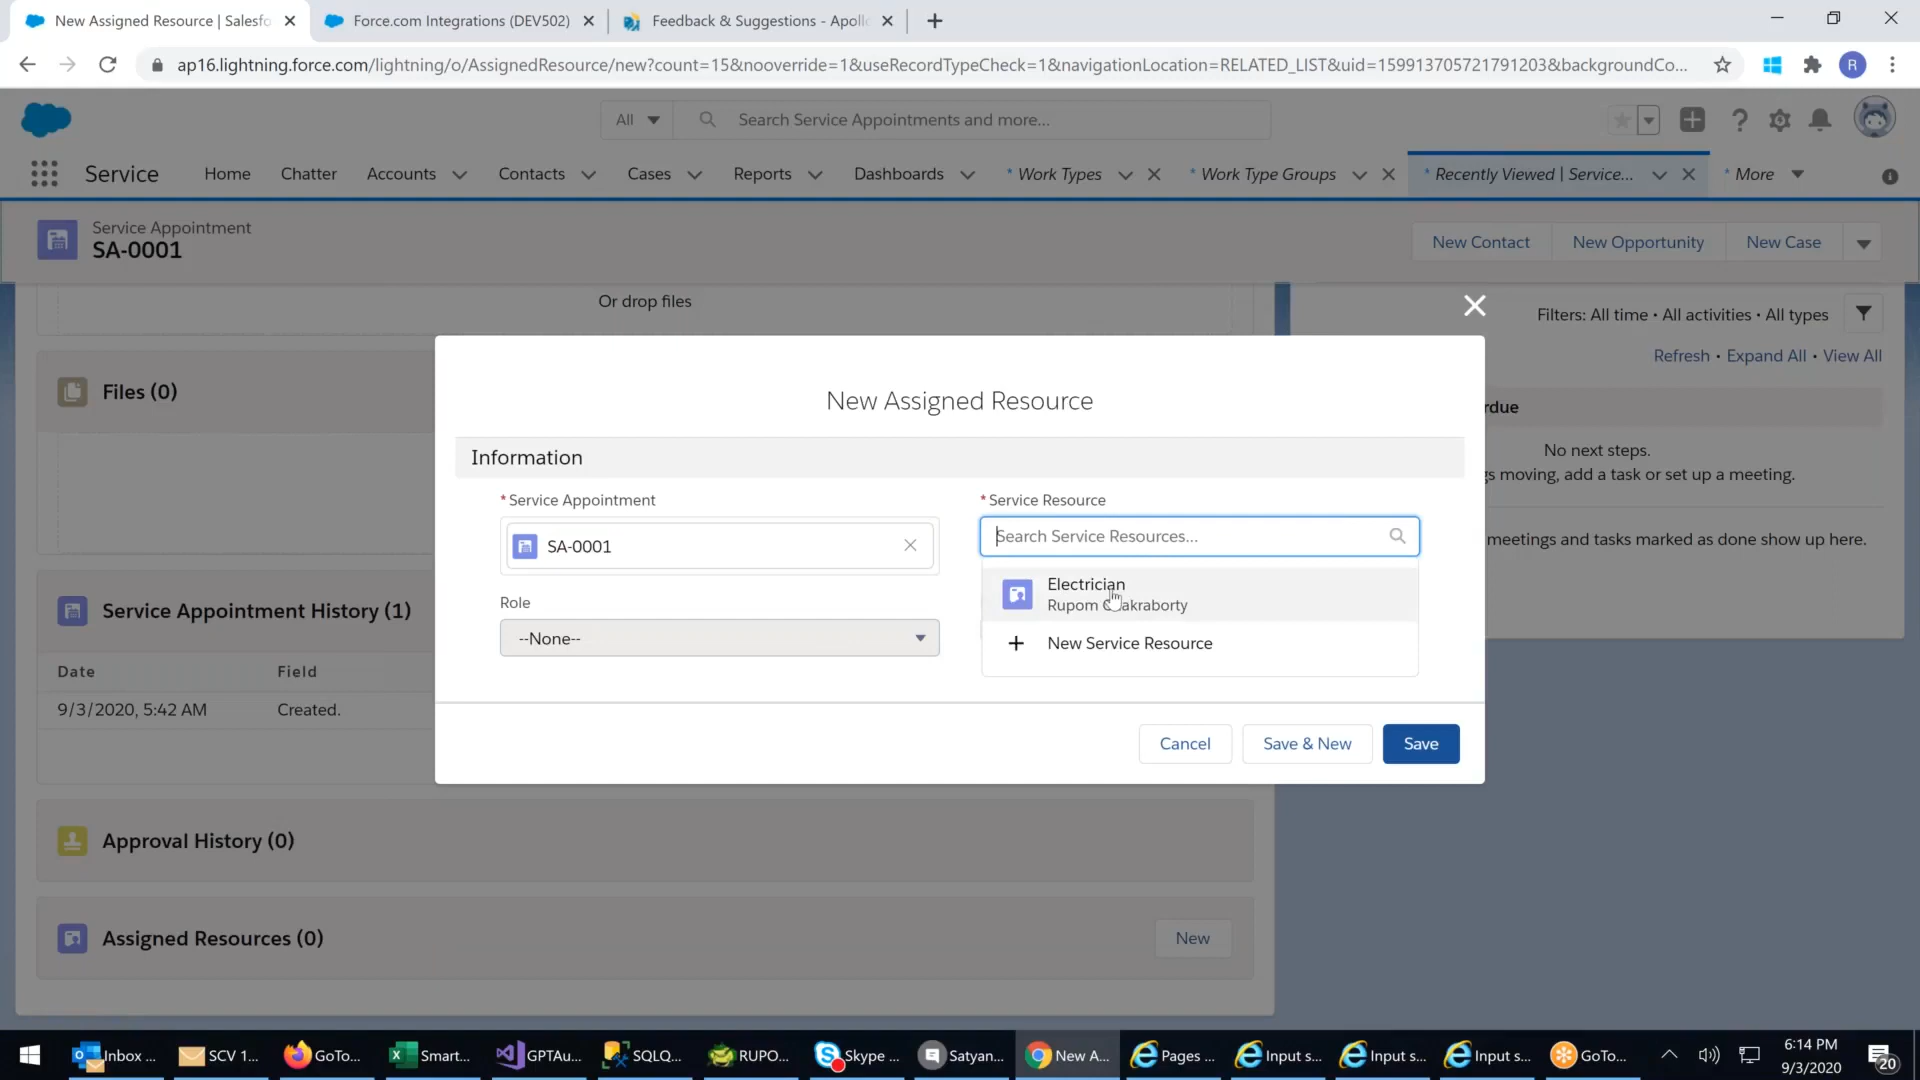 New Assigned Resource | Salesfo
Force.com Integrations (DEV502)
Feedback & Suggestions - Apollo
ap16.lightning.force.com/lightning/o/AssignedResource/new?count=15&nooverride=1&useRecordTypeCheck=1&navigationLocation=RELATED_LIST&uid=159913705721791203&backgroundCo...
R
All
Search Service Appointments and more...
Service
Home
Chatter
Accounts
Contacts
Cases
Reports
Dashboards
* Work Types
* Work Type Groups
* Recently Viewed | Service...
* More
Service Appointment
SA-0001
New Contact
New Opportunity
New Case
Or drop files
Filters: All time • All activities • All types
Refresh • Expand All • View All
Files (0)
rdue
No next steps.
gs moving, add a task or set up a meeting.
meetings and tasks marked as done show up here.
New Assigned Resource
Information
* Service Appointment
SA-0001
* Service Resource
Search Service Resources...
Electrician
Rupom Chakraborty
New Service Resource
Role
--None--
Cancel
Save & New
Save
Service Appointment History (1)
Date
Field
9/3/2020, 5:42 AM
Created.
Approval History (0)
Assigned Resources (0)
New
Inbox ...
SCV 1...
GoTo...
Smart...
GPTAu...
SQLQ...
RUPO...
Skype ...
Satyan...
New A...
Pages ...
Input s...
Input s...
Input s...
GoTo...
6:14 PM
9/3/2020
20